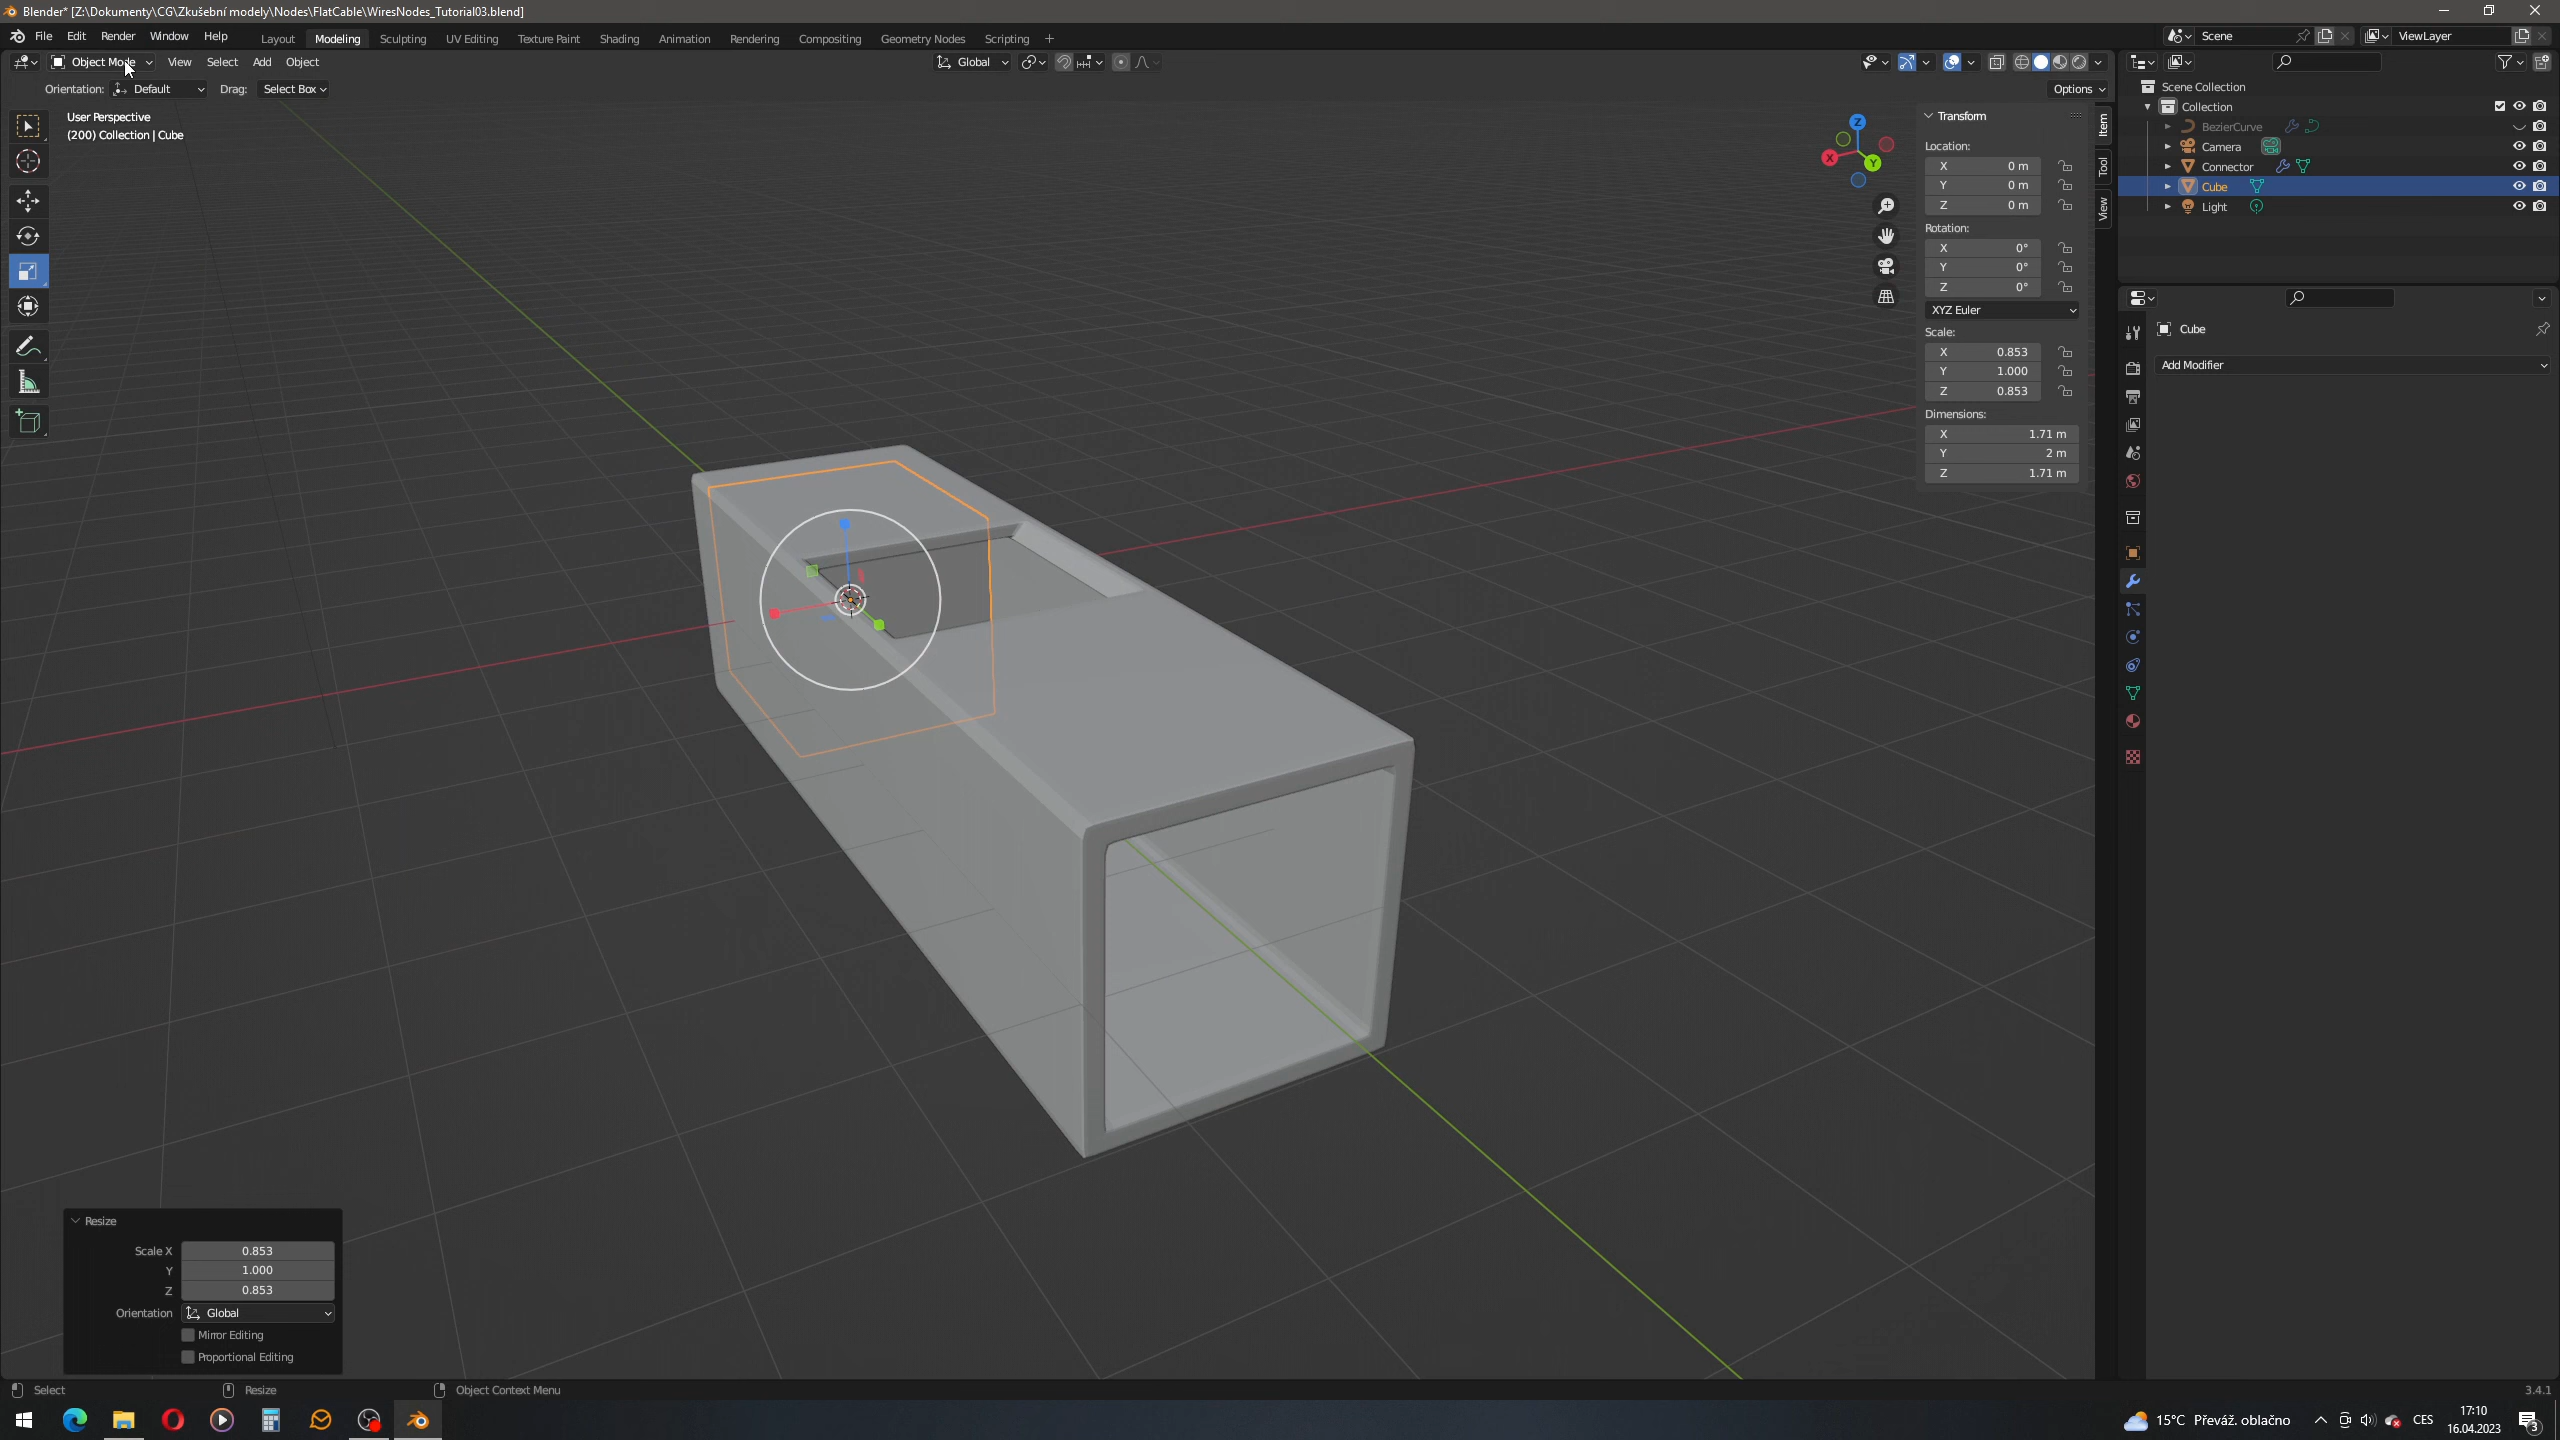 Blender* [Z:\Dokumenty\CG\Zkušební modely\Nodes\FlatCable\WiresNodes_Tutorial03.blend]
File Edit Render Window Help Layout Modeling Sculpting UV Editing Texture Paint Shading Animation Rendering Compositing Geometry Nodes Scripting + Scene ViewLayer
Object Mode View Select Add Object Global
Orientation: Default Drag: Select Box Options
User Perspective
(200) Collection | Cube
Z
X
Y
Transform
Location:
X 0 m
Y 0 m
Z 0 m
Rotation:
X 0°
Y 0°
Z 0°
XYZ Euler
Scale:
X 0.853
Y 1.000
Z 0.853
Dimensions:
X 1.71 m
Y 2 m
Z 1.71 m
Item
Tool
View
Scene Collection
Collection
BezierCurve
Camera
Connector
Cube
Light
Cube
Add Modifier
Resize
Scale X 0.853
Y 1.000
Z 0.853
Orientation Global
Mirror Editing
Proportional Editing
Select Resize Object Context Menu 3.4.1
15°C Převáž. oblačno CES 17:10
16.04.2023
3